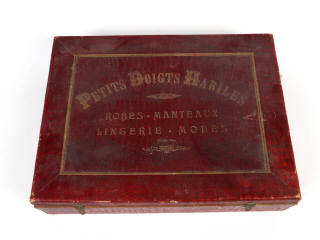 PETITS DOIGTS HABILES
ROBES - MANTEAUX
LINGERIE - MODES